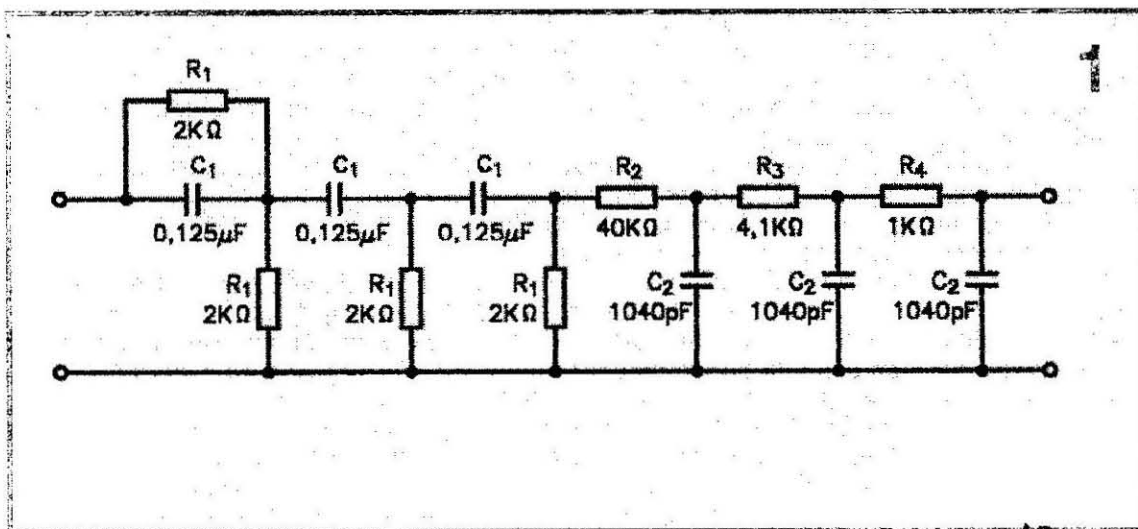 1
R1
2KΩ
C1 C1 C1 R2 R3 R4
0,125μF 0,125μF 0,125μF 40KΩ 4,1KΩ 1KΩ
R1 R1 R1 C2 C2 C2
2KΩ 2KΩ 2KΩ 1040pF 1040pF 1040pF